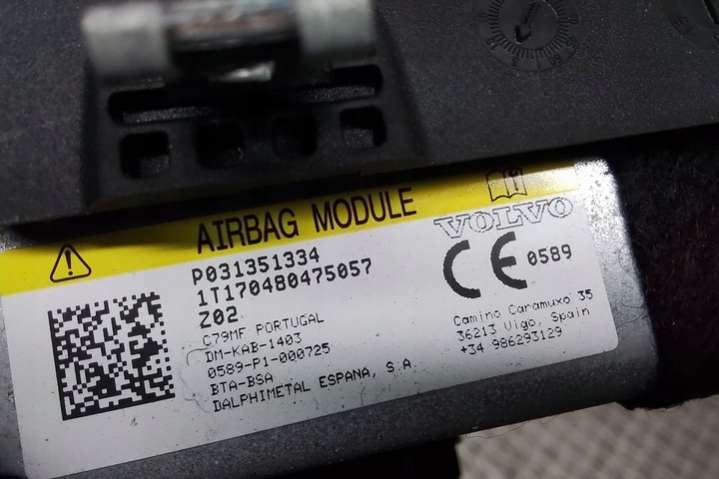 AIRBAG MODULE
VOLVO
P031351334
1T170480475057
Z02
CE 0589
C79MF PORTUGAL
DM-KAB-1403
0589-P1-000725
BTA-BSA
DALPHIMETAL ESPANA, S.A
Camino Caramuxo 35
36213 Vigo, Spain
+34 986293129